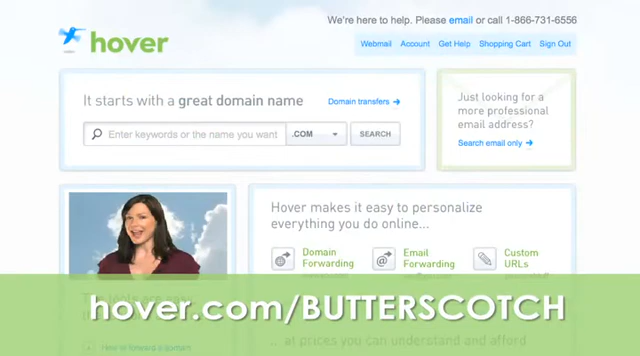 We're here to help. Please email or call 1-866-731-6556
hover
Webmail Account Get Help Shopping Cart Sign Out
It starts with a great domain name
Domain transfers
Enter keywords or the name you want
.COM
SEARCH
Just looking for a
more professional
email address?
Search email only
Hover makes it easy to personalize
everything you do online...
Domain
Forwarding
Email
Forwarding
Custom
URLs
hover.com/BUTTERSCOTCH
How to forward a domain
... at prices you can understand and afford